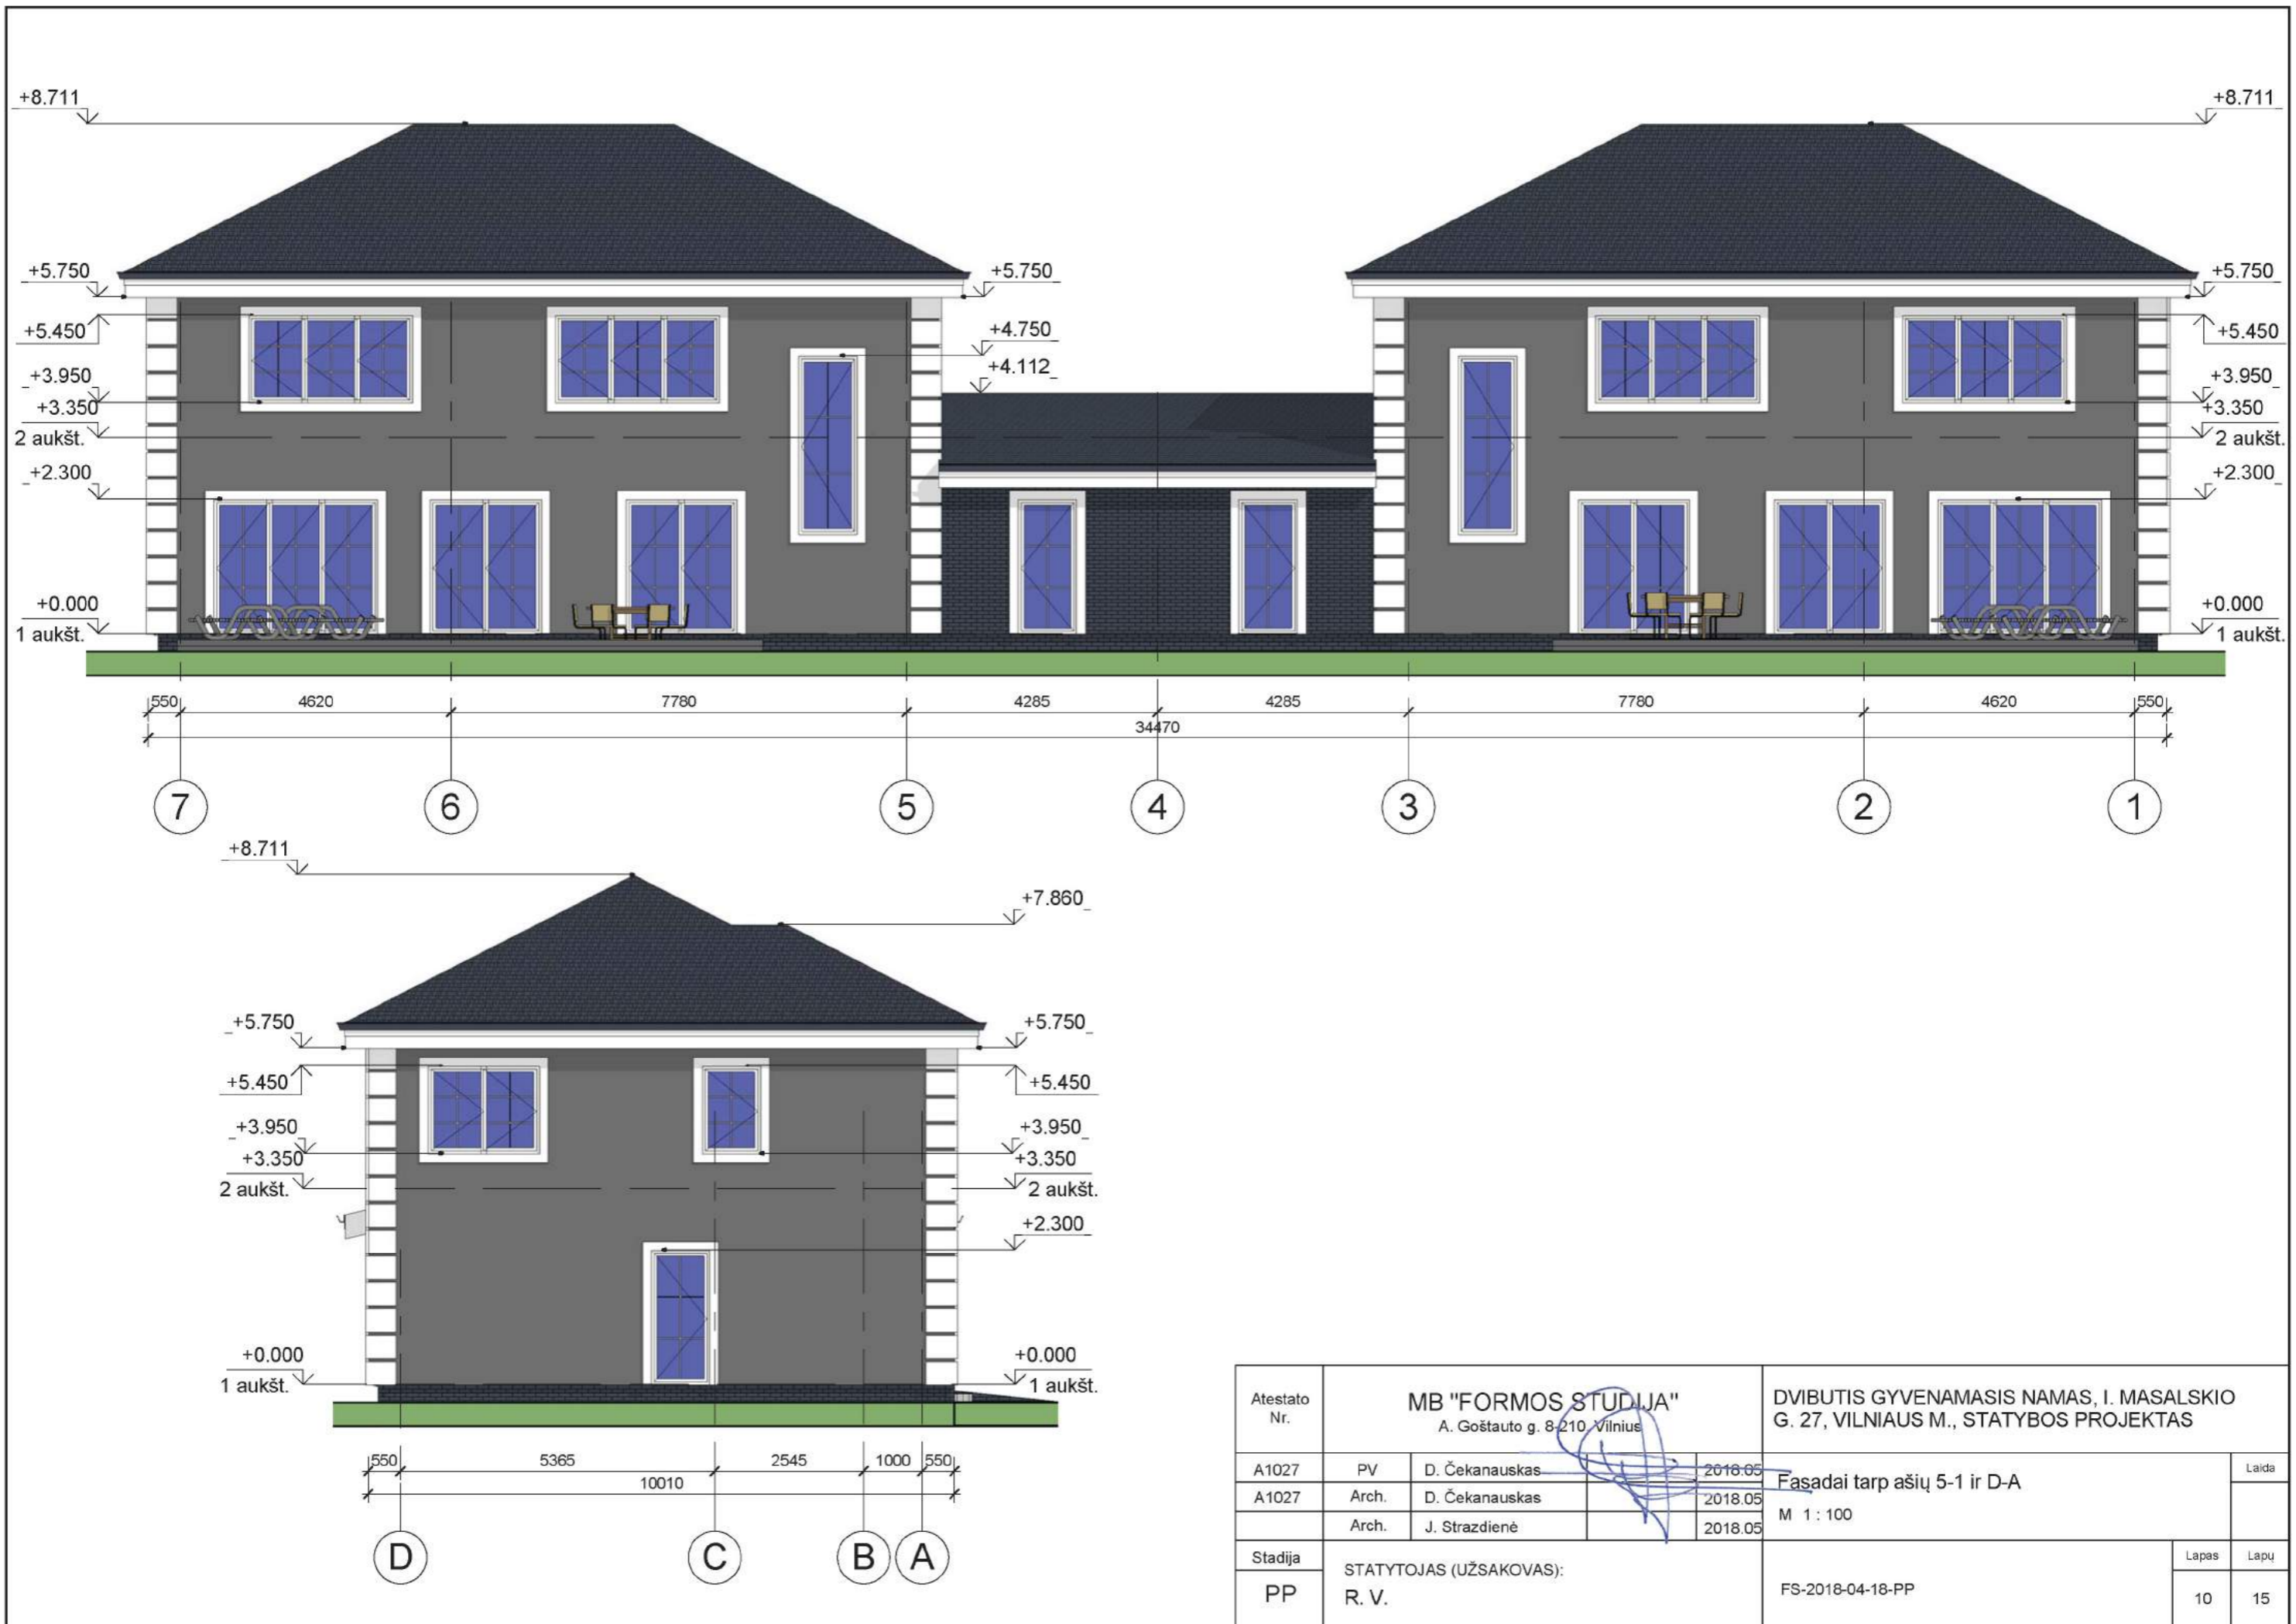 +8.711
+8.711
+5.750
+5.750
+5.750
+5.450
+4.750
+5.450
+4.112
+3.950
+3.950
+3.350
+3.350
2 aukšt.
2 aukšt.
+2.300
+2.300
+0.000
+0.000
1 aukšt.
1 aukšt.
550 4620 7780 4285 4285 7780 4620 550
34470
7 6 5 4 3 2 1
+8.711
+7.860
+5.750
+5.750
+5.450
+5.450
+3.950
+3.950
+3.350
+3.350
2 aukšt.
2 aukšt.
+2.300
+0.000
+0.000
1 aukšt.
1 aukšt.
550 5365 2545 1000 550
10010
D C B A
Atestato
Nr.
MB "FORMOS STUDIJA"
A. Goštauto g. 8-210, Vilnius
DVIBUTIS GYVENAMASIS NAMAS, I. MASALSKIO
G. 27, VILNIAUS M., STATYBOS PROJEKTAS
A1027 PV D. Čekanauskas 2018.05
A1027 Arch. D. Čekanauskas 2018.05
Arch. J. Strazdienė 2018.05
Fasadai tarp ašių 5-1 ir D-A
M 1 : 100
Laida
Stadija
PP
STATYTOJAS (UŽSAKOVAS):
R. V.
FS-2018-04-18-PP
Lapas Lapų
10 15